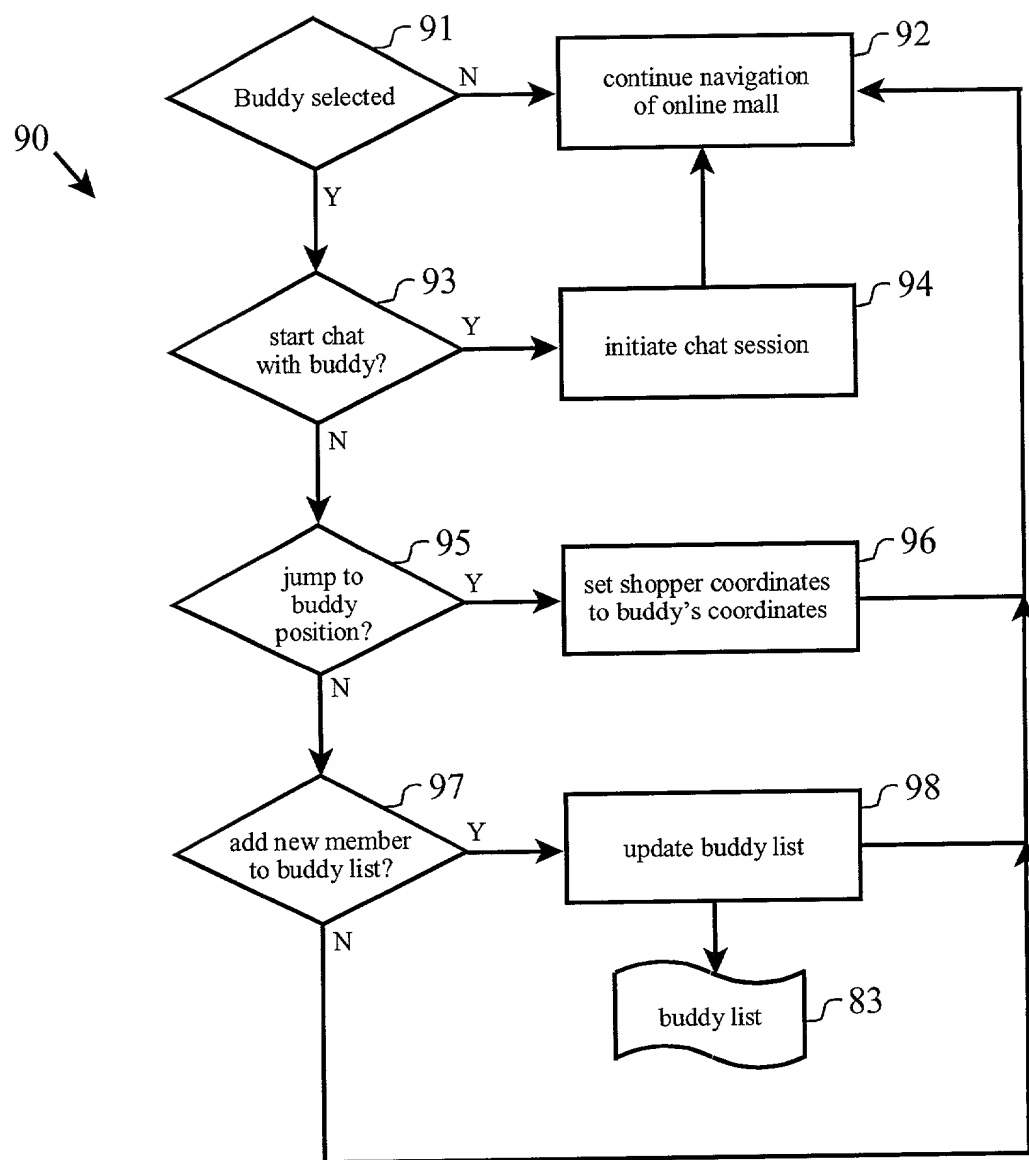 91
Buddy selected
N
92
continue navigation
of online mall
90
Y
93
start chat
with buddy?
Y
94
initiate chat session
N
95
jump to
buddy
position?
Y
96
set shopper coordinates
to buddy's coordinates
N
97
add new member
to buddy list?
Y
98
update buddy list
N
buddy list
83